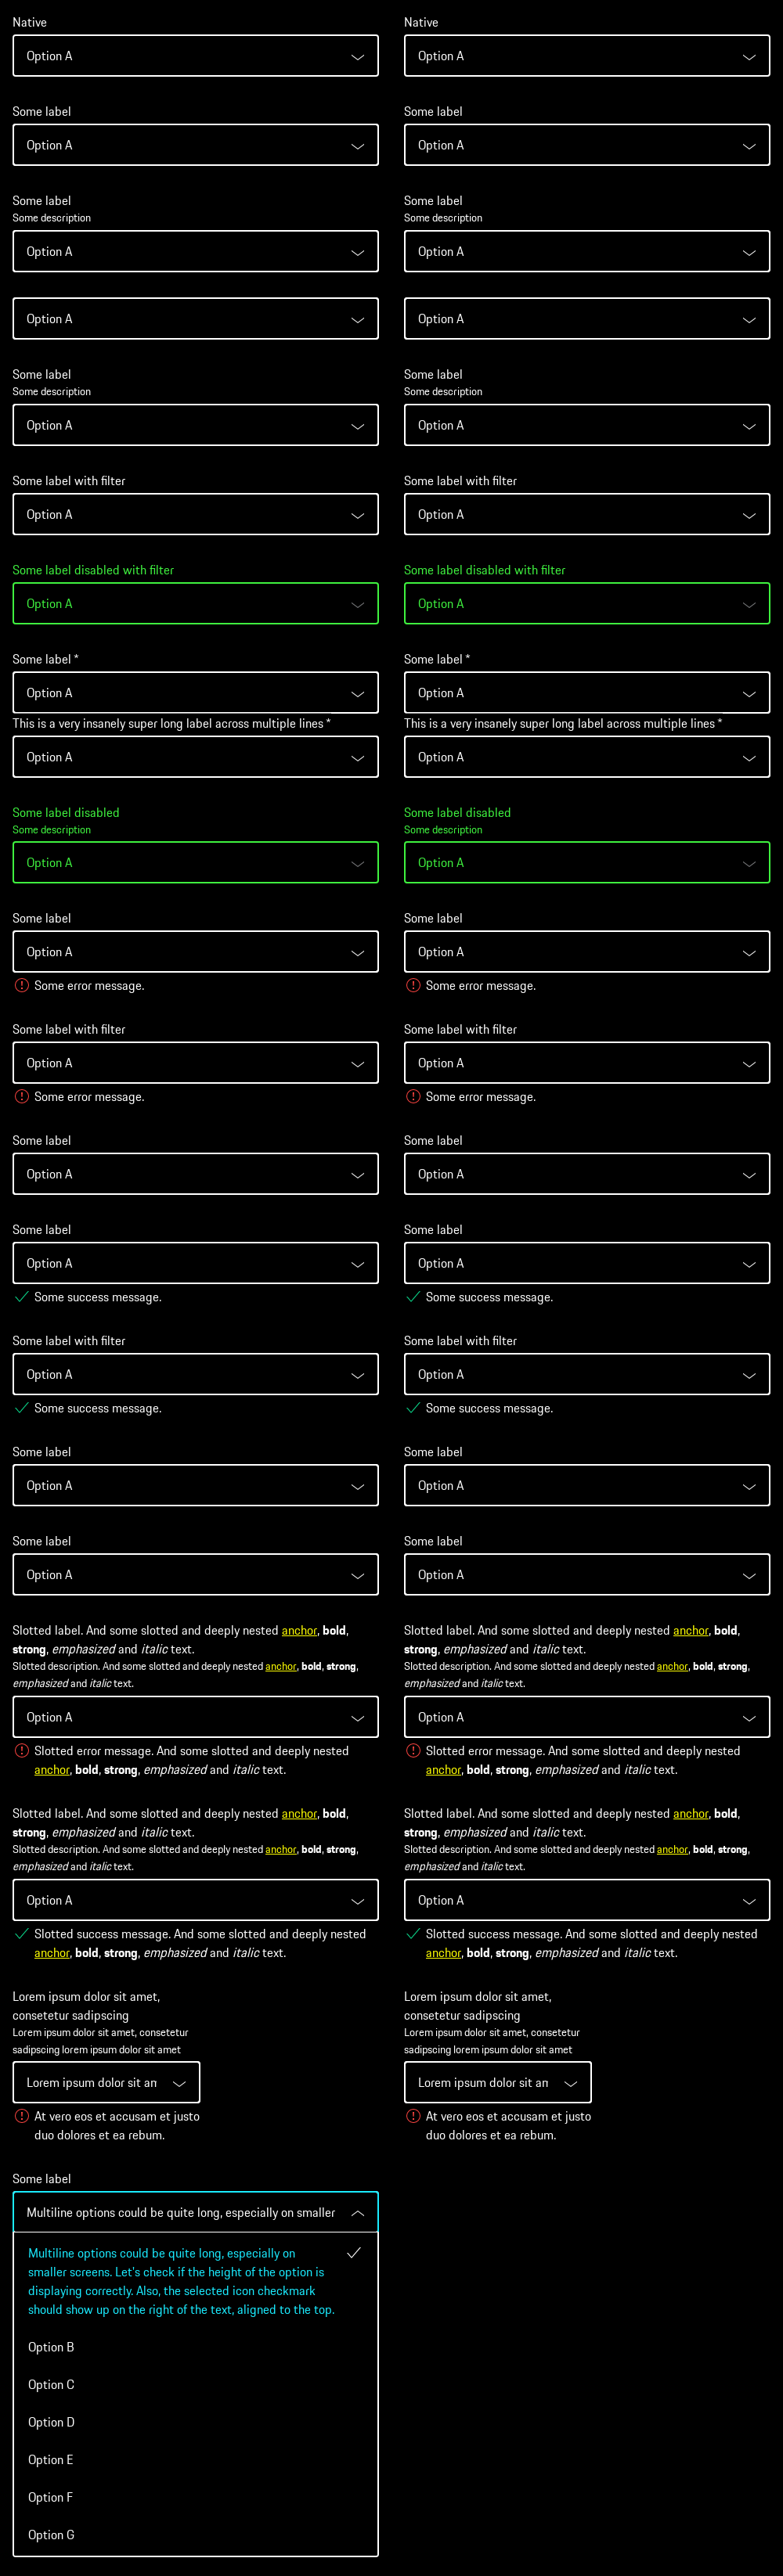 Native
Option A
Some label
Option A
Some label
Some description
Option A
Option A
Some label
Some description
Option A
Some label with filter
Option A
Some label disabled with filter
Option A
Some label *
Option A
This is a very insanely super long label across multiple lines *
Option A
Some label disabled
Some description
Option A
Some label
Option A
Some error message.
Some label with filter
Option A
Some error message.
Some label
Option A
Some label
Option A
Some success message.
Some label with filter
Option A
Some success message.
Some label
Option A
Some label
Option A
Slotted label. And some slotted and deeply nested anchor, bold,
strong, emphasized and italic text.
Slotted description. And some slotted and deeply nested anchor, bold, strong,
emphasized and italic text.
Option A
Slotted error message. And some slotted and deeply nested
anchor, bold, strong, emphasized and italic text.
Slotted label. And some slotted and deeply nested anchor, bold,
strong, emphasized and italic text.
Slotted description. And some slotted and deeply nested anchor, bold, strong,
emphasized and italic text.
Option A
Slotted success message. And some slotted and deeply nested
anchor, bold, strong, emphasized and italic text.
Lorem ipsum dolor sit amet,
consetetur sadipscing
Lorem ipsum dolor sit amet, consetetur
sadipscing lorem ipsum dolor sit amet
Lorem ipsum dolor sit am
At vero eos et accusam et justo
duo dolores et ea rebum.
Some label
Multiline options could be quite long, especially on smaller
Multiline options could be quite long, especially on
smaller screens. Let's check if the height of the option is
displaying correctly. Also, the selected icon checkmark
should show up on the right of the text, aligned to the top.
Option B
Option C
Option D
Option E
Option F
Option G
Native
Option A
Some label
Option A
Some label
Some description
Option A
Option A
Some label
Some description
Option A
Some label with filter
Option A
Some label disabled with filter
Option A
Some label *
Option A
This is a very insanely super long label across multiple lines *
Option A
Some label disabled
Some description
Option A
Some label
Option A
Some error message.
Some label with filter
Option A
Some error message.
Some label
Option A
Some label
Option A
Some success message.
Some label with filter
Option A
Some success message.
Some label
Option A
Some label
Option A
Slotted label. And some slotted and deeply nested anchor, bold,
strong, emphasized and italic text.
Slotted description. And some slotted and deeply nested anchor, bold, strong,
emphasized and italic text.
Option A
Slotted error message. And some slotted and deeply nested
anchor, bold, strong, emphasized and italic text.
Slotted label. And some slotted and deeply nested anchor, bold,
strong, emphasized and italic text.
Slotted description. And some slotted and deeply nested anchor, bold, strong,
emphasized and italic text.
Option A
Slotted success message. And some slotted and deeply nested
anchor, bold, strong, emphasized and italic text.
Lorem ipsum dolor sit amet,
consetetur sadipscing
Lorem ipsum dolor sit amet, consetetur
sadipscing lorem ipsum dolor sit amet
Lorem ipsum dolor sit am
At vero eos et accusam et justo
duo dolores et ea rebum.